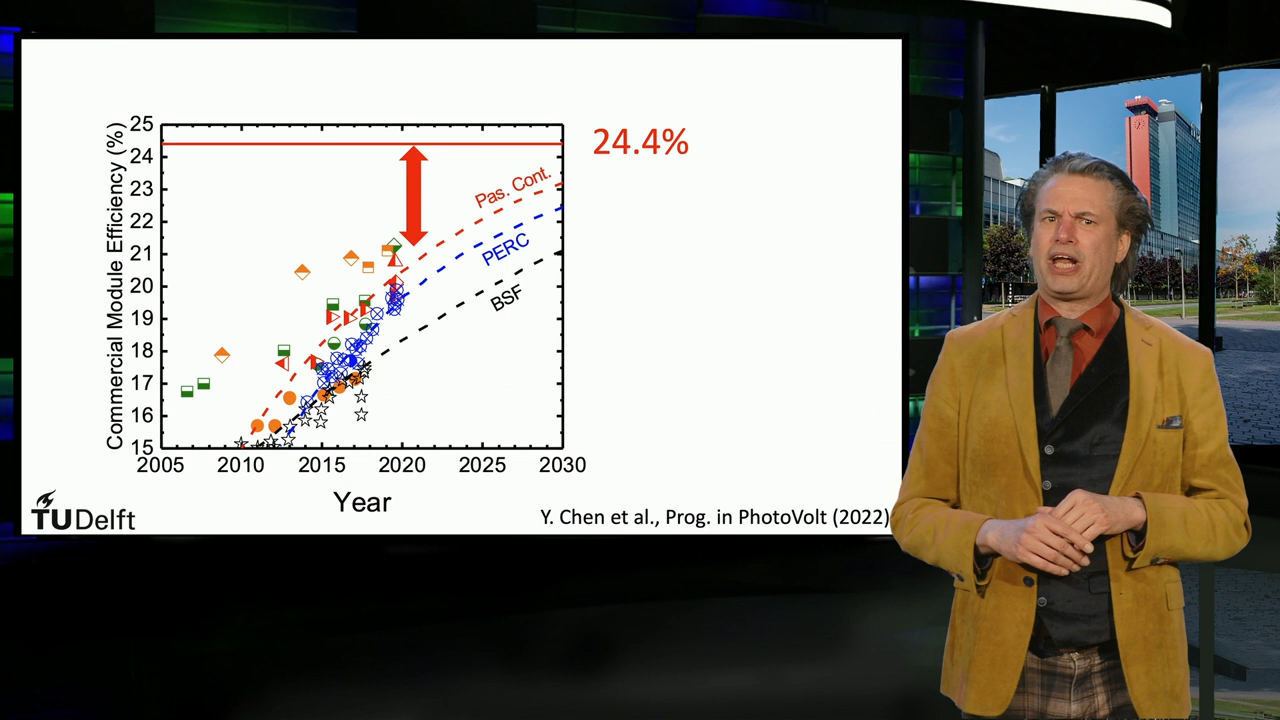 Commercial Module Efficiency (%)
25
24
23
22
21
20
19
18
17
16
15
24.4%
Pas. Cont.
PERC
BSF
2005 2010 2015 2020 2025 2030
Year
TUDelft
Y. Chen et al., Prog. in PhotoVolt (2022)